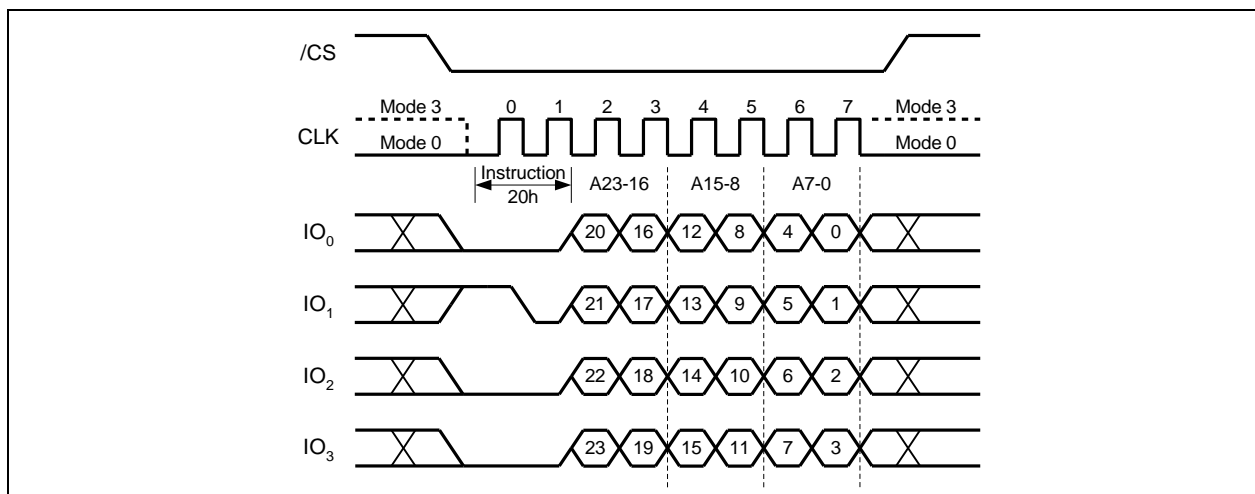 /CS
Mode 3 0 1 2 3 4 5 6 7 Mode 3
CLK
Mode 0 Mode 0
Instruction A23-16 A15-8 A7-0
20h
IO0 20 16 12 8 4 0
IO1 21 17 13 9 5 1
IO2 22 18 14 10 6 2
IO3 23 19 15 11 7 3